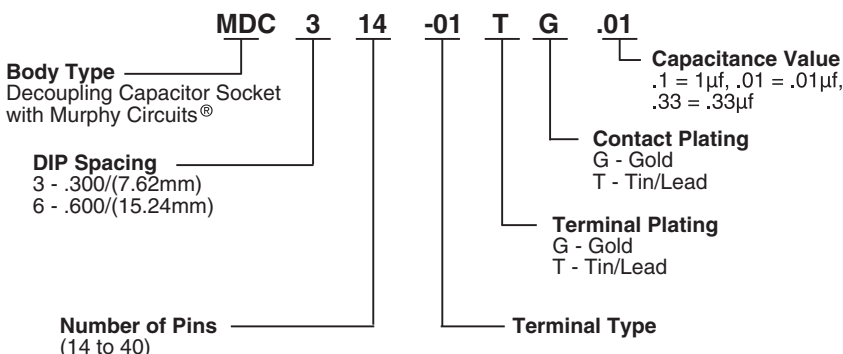 MDC 3 14 -01 T G .01
Capacitance Value
.1 = 1µf, .01 = .01µf,
.33 = .33µf
Body Type
Decoupling Capacitor Socket
with Murphy Circuits®
Contact Plating
G - Gold
T - Tin/Lead
DIP Spacing
3 - .300/(7.62mm)
6 - .600/(15.24mm)
Terminal Plating
G - Gold
T - Tin/Lead
Number of Pins
(14 to 40)
Terminal Type